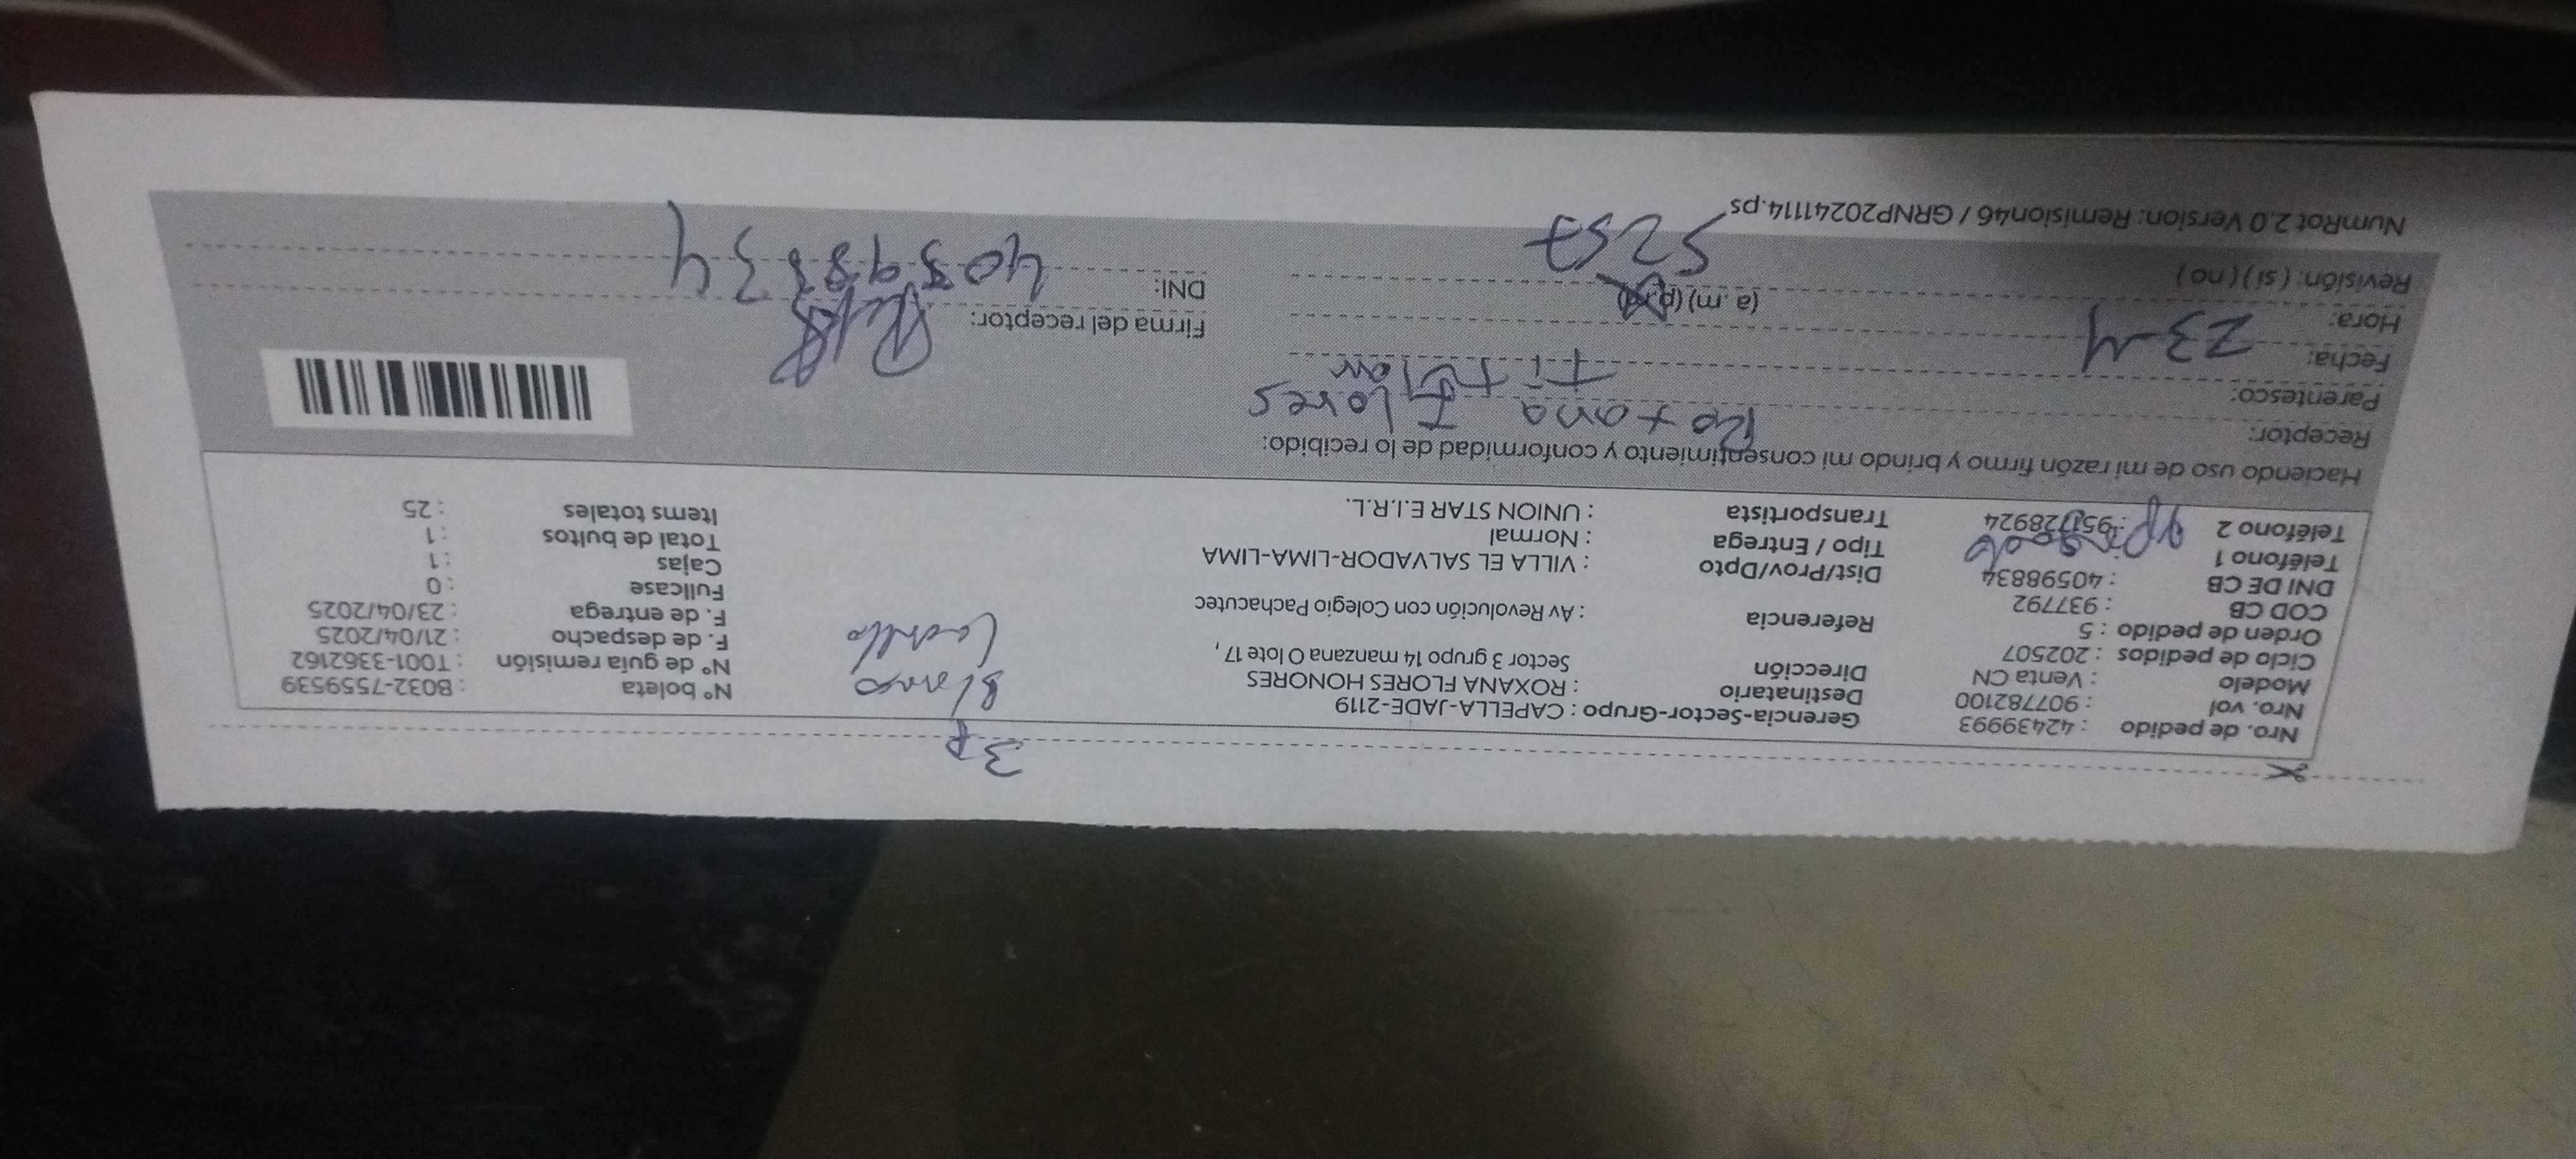 3P
Nro. de pedido : 42439993
Nro. vol : 907782100
Modelo : Venta CN
Ciclo de pedidos : 202507
Orden de pedido : 5
COD CB : 937792
DNI DE CB : 40598834
Teléfono 1 :
Teléfono 2 : 951728924
Gerencia-Sector-Grupo : CAPELLA-JADE-2119
Destinatario : ROXANA FLORES HONORES
Dirección Sector 3 grupo 14 manzana O lote 17,
Referencia : Av Revolución con Colegio Pachacutec
Dist/Prov/Dpto : VILLA EL SALVADOR-LIMA-LIMA
Tipo / Entrega : Normal
Transportista : UNION STAR E.I.R.L.
Blanco
Ladrillo
N° boleta : B032-7559539
N° de guía remisión : T001-3362162
F. de despacho : 21/04/2025
F. de entrega : 23/04/2025
Fullcase : 0
Cajas : 1
Total de bultos : 1
Items totales : 25
Haciendo uso de mi razón firmo y brindo mi consentimiento y conformidad de lo recibido:
Receptor: Roxana Flores
Parentesco: Titular
Fecha: 23-4
Hora: (a. m) (p.m)
Revisión: ( si ) ( no ) 5257
Firma del receptor:
DNI: 40598834
NumRot 2.0 Version: Remision46 / GRNP20241114.ps